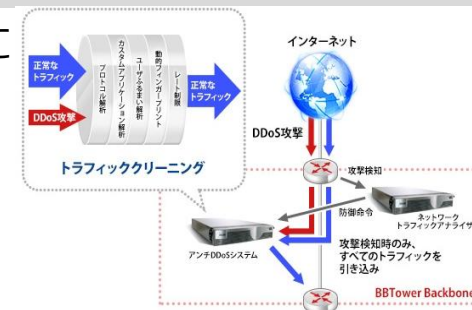 に
正常な
トラフィック
DDoS攻撃
プロトコル解析
カスタムアプリケーション解析
ユーザふるまい解析
動的フィンガープリント
レート制限
正常な
トラフィック
トラフィッククリーニング
インターネット
DDoS攻撃
攻撃検知
防御命令
ネットワーク
トラフィックアナライザ
アンチDDoSシステム
攻撃検知時のみ、
すべてのトラフィックを
引き込み
BBTower Backbone